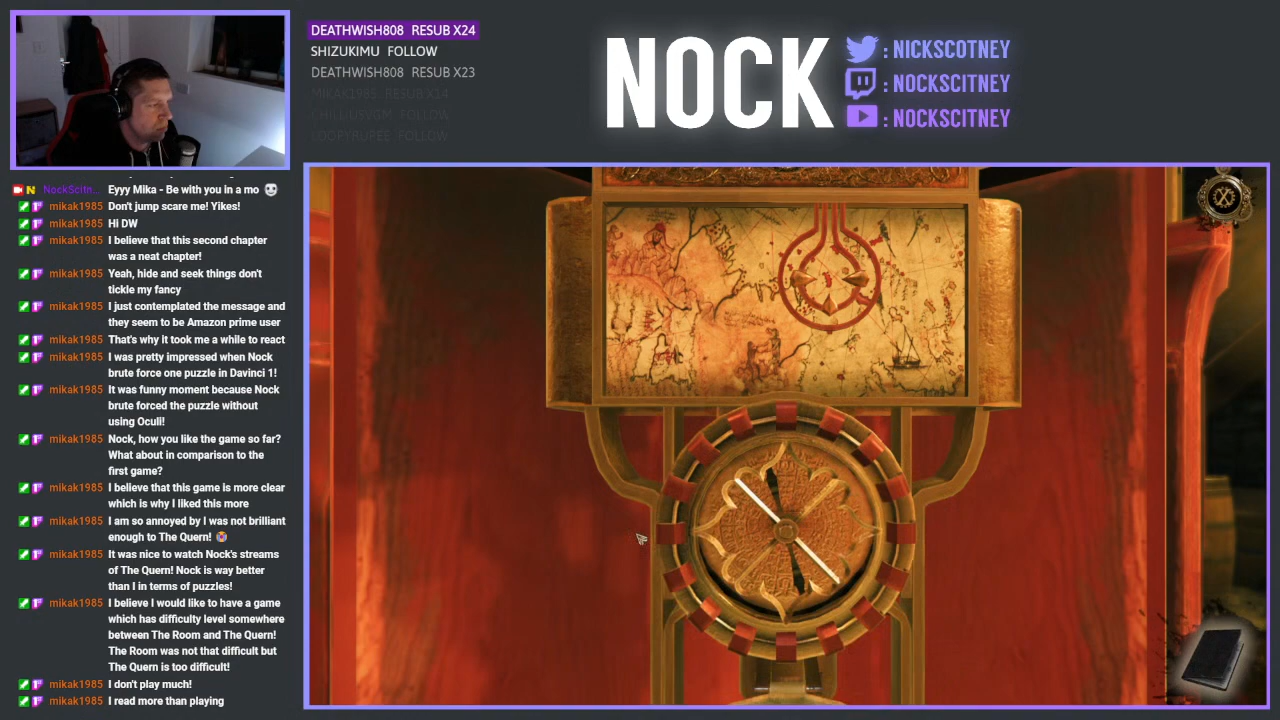 DEATHWISH808 RESUB X24
SHIZUKIMU FOLLOW
DEATHWISH808 RESUB X23
MIKAK1985 RESUB X14
FOLLOW
LOOPYRUPEE FOLLOW
NOCK
: NICKSCOTNEY
: NOCKSCITNEY
: NOCKSCITNEY
NockScitn... Eyyy Mika - Be with you in a mo
mikak1985 Don't jump scare me! Yikes!
mikak1985 Hi DW
mikak1985 I believe that this second chapter
was a neat chapter!
mikak1985 Yeah, hide and seek things don't
tickle my fancy
mikak1985 I just contemplated the message and
they seem to be Amazon prime user
mikak1985 That's why it took me a while to react
mikak1985 I was pretty impressed when Nock
brute force one puzzle in Davinci 1!
mikak1985 It was funny moment because Nock
brute forced the puzzle without
using Oculi!
mikak1985 Nock, how you like the game so far?
What about in comparison to the
first game?
mikak1985 I believe that this game is more clear
which is why I liked this more
mikak1985 I am so annoyed by I was not brilliant
enough to The Quern!
mikak1985 It was nice to watch Nock's streams
of The Quern! Nock is way better
than I in terms of puzzles!
mikak1985 I believe I would like to have a game
which has difficulty level somewhere
between The Room and The Quern!
The Room was not that difficult but
The Quern is too difficult!
mikak1985 I don't play much!
mikak1985 I read more than playing